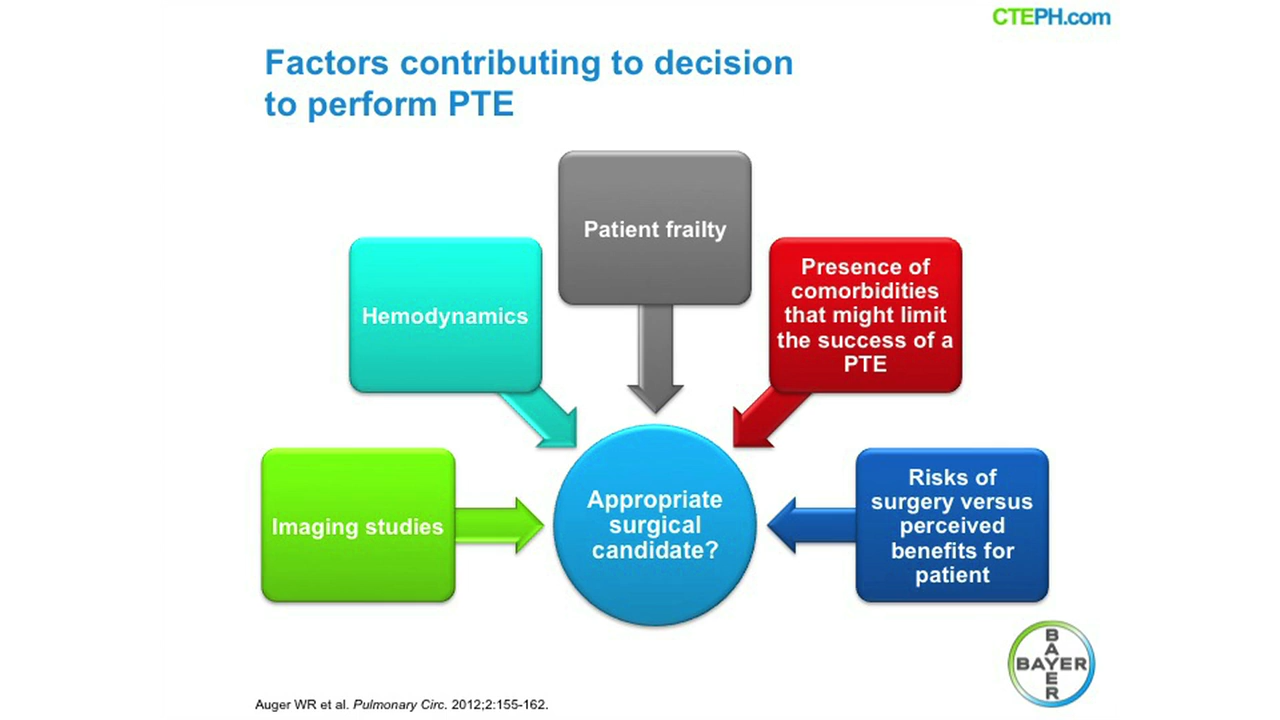 CTEPH.com
Factors contributing to decision
to perform PTE
Patient frailty
Hemodynamics
Presence of
comorbidities
that might limit
the success of a
PTE
Imaging studies
Appropriate
surgical
candidate?
Risks of
surgery versus
perceived
benefits for
patient
BAYER
BAYER
Auger WR et al. Pulmonary Circ. 2012;2:155-162.